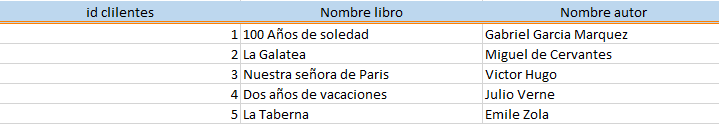 id clilentes Nombre libro Nombre autor
1 100 Años de soledad Gabriel Garcia Marquez
2 La Galatea Miguel de Cervantes
3 Nuestra señora de Paris Victor Hugo
4 Dos años de vacaciones Julio Verne
5 La Taberna Emile Zola